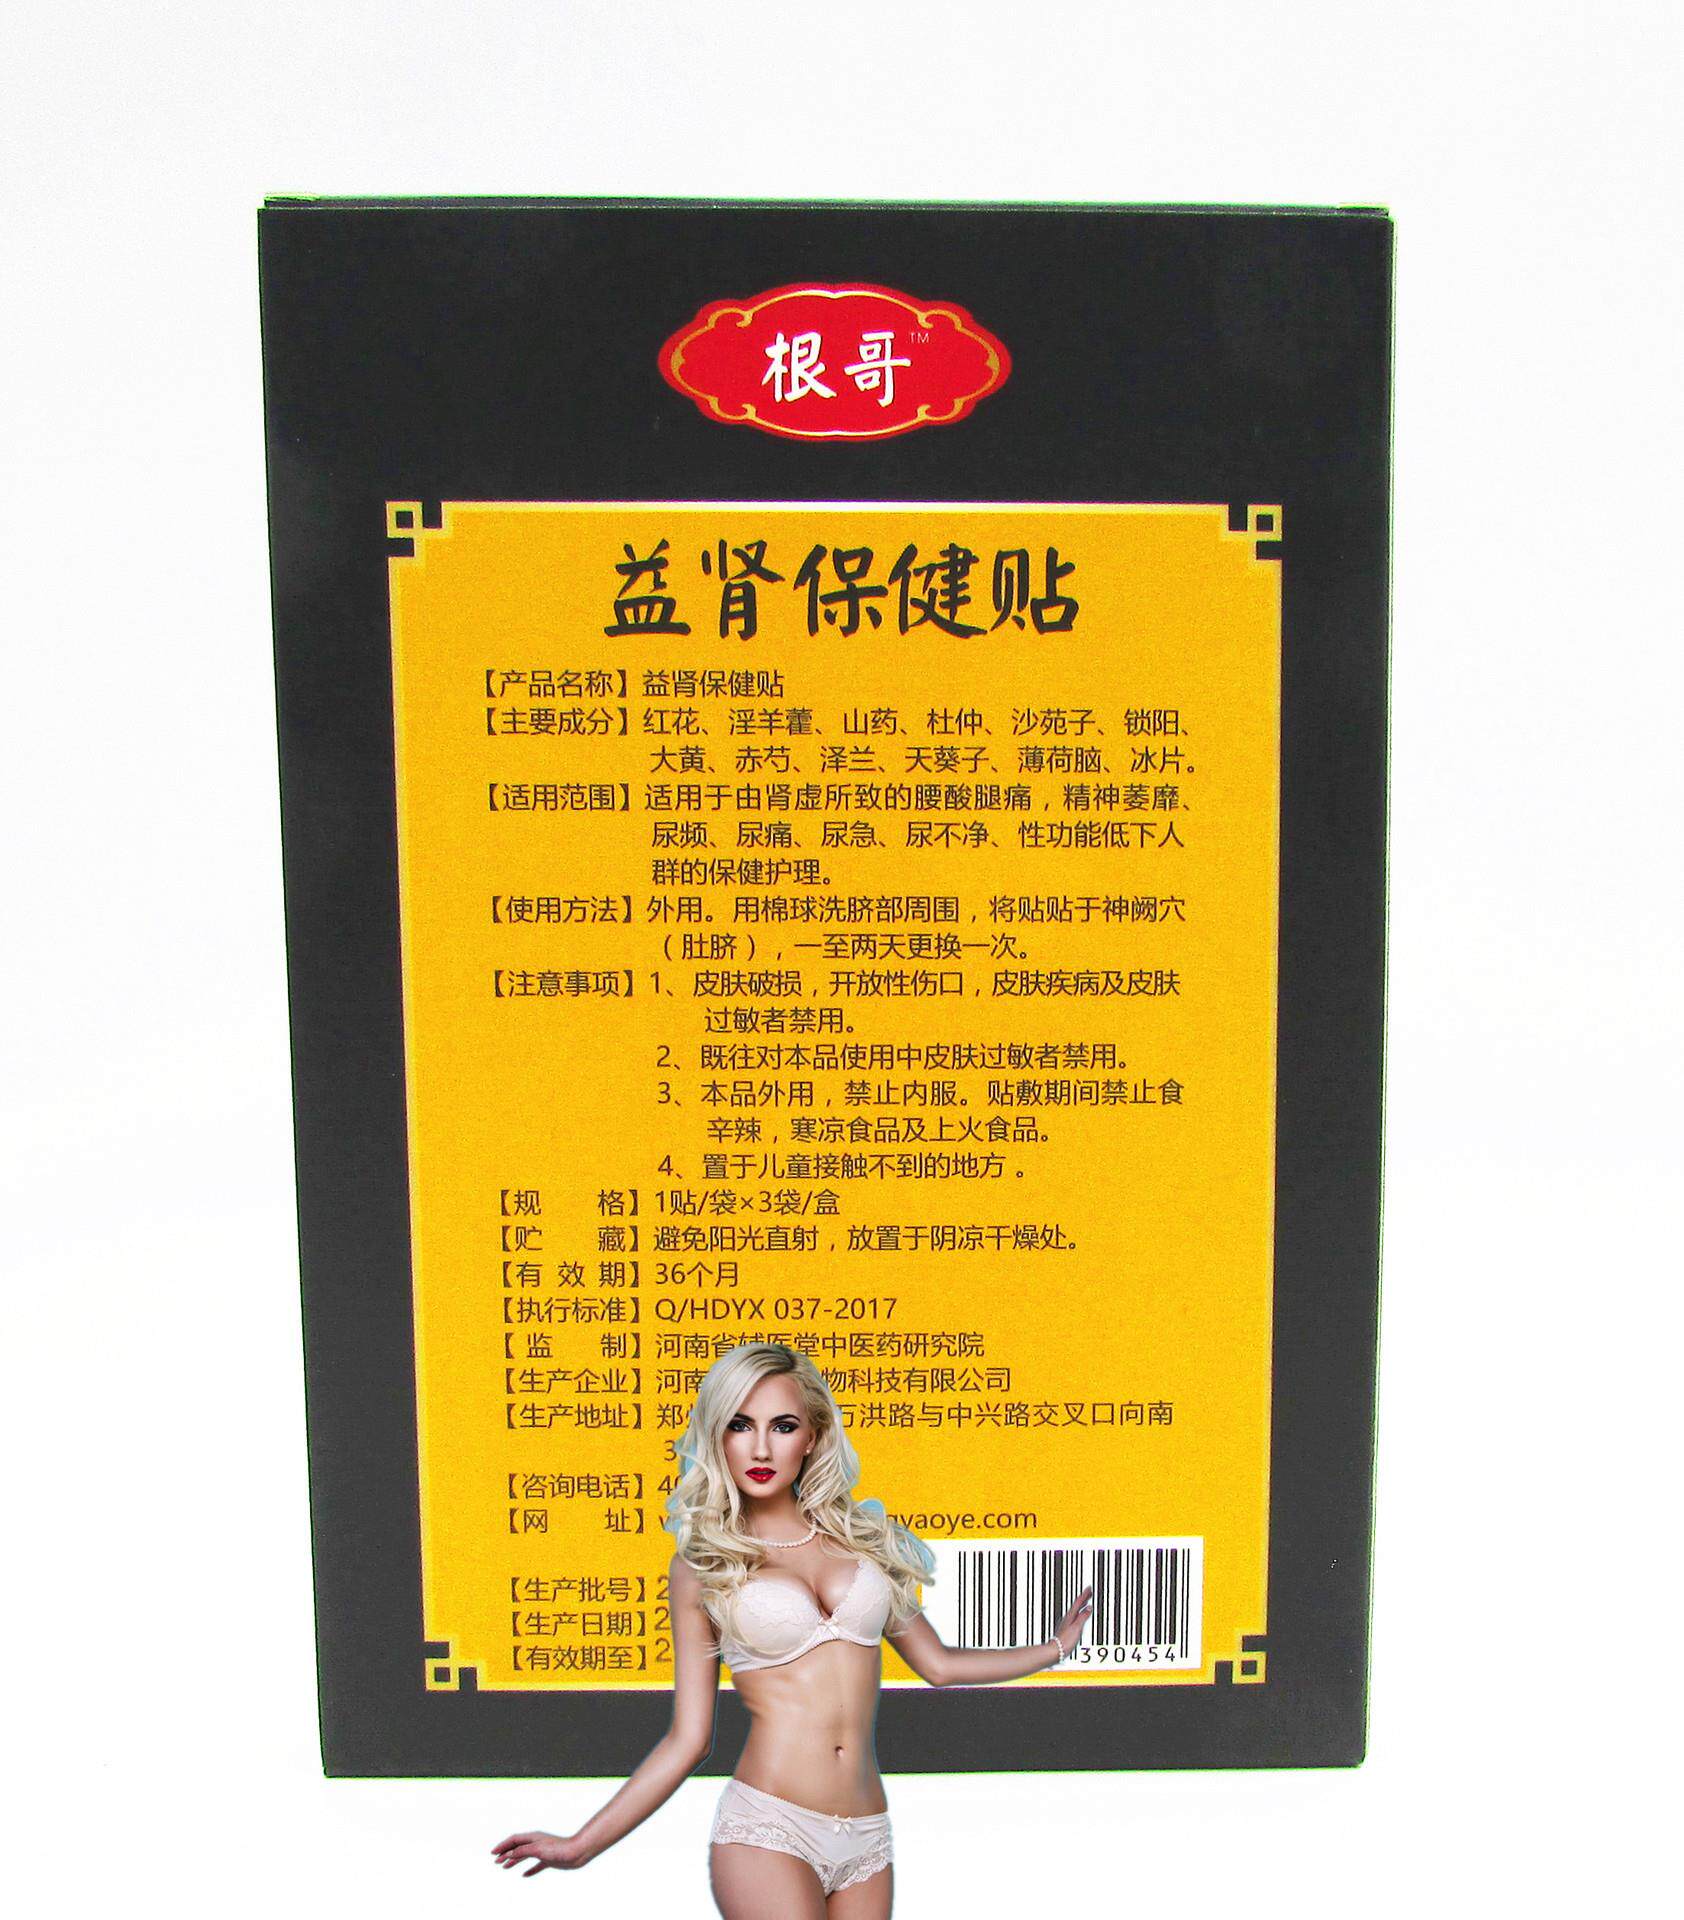 根哥 TM
益肾保健贴
【产品名称】益肾保健贴
【主要成分】红花、淫羊藿、山药、杜仲、沙苑子、锁阳、
大黄、赤芍、泽兰、天葵子、薄荷脑、冰片。
【适用范围】适用于由肾虚所致的腰酸腿痛，精神萎靡、
尿频、尿痛、尿急、尿不净、性功能低下人
群的保健护理。
【使用方法】外用。用棉球洗脐部周围，将贴贴于神阙穴
（肚脐），一至两天更换一次。
【注意事项】1、皮肤破损，开放性伤口，皮肤疾病及皮肤
过敏者禁用。
2、既往对本品使用中皮肤过敏者禁用。
3、本品外用，禁止内服。贴敷期间禁止食
辛辣，寒凉食品及上火食品。
4、置于儿童接触不到的地方。
【规 格】1贴/袋×3袋/盒
【贮 藏】避免阳光直射，放置于阴凉干燥处。
【有 效 期】36个月
【执行标准】Q/HDYX 037-2017
【监 制】河南省辅医堂中医药研究院
【生产企业】河南 物科技有限公司
【生产地址】郑 万洪路与中兴路交叉口向南
3
【咨询电话】4
【网 址】 yaoye.com
【生产批号】2
【生产日期】2
【有效期至】2
390454